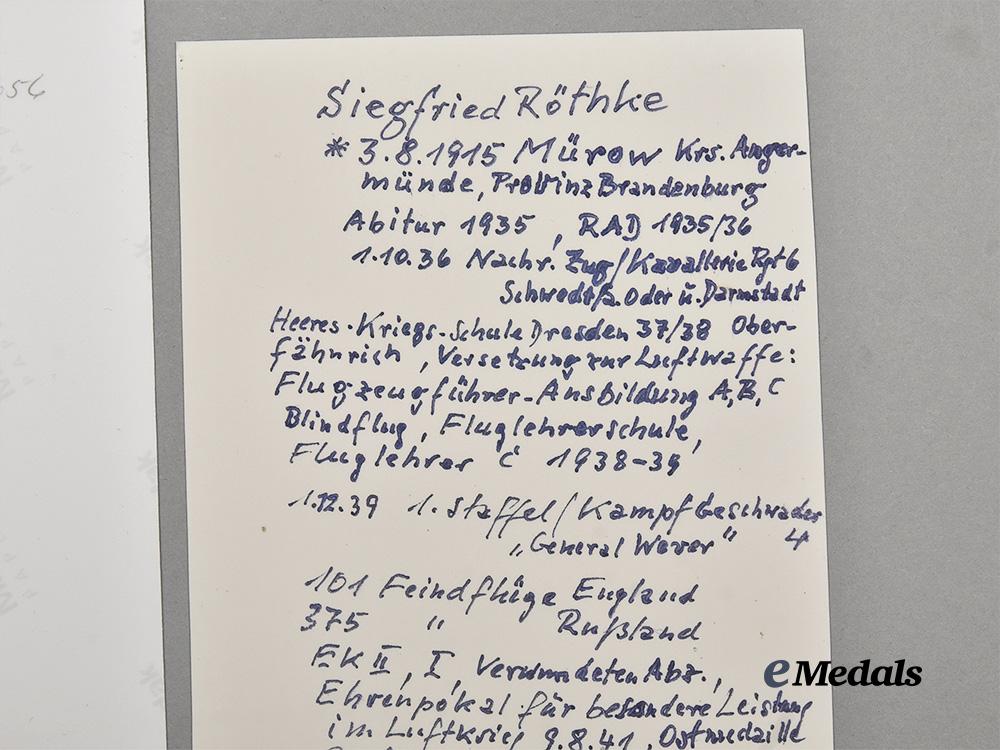 56
Siegfried Röthke
* 3.8.1915 Mürow Krs. Anger-
münde, Provinz Brandenburg
Abitur 1935, RAD 1935/36
1.10.36 Nachr. Zug/Kavallerie Rgt 6
Schwedt/a. Oder u. Darmstadt
Heeres-Kriegs-Schule Dresden 37/38 Ober-
fähnrich, Versetzung zur Luftwaffe:
Flugzeugführer-Ausbildung A, B, C
Blindflug, Fluglehrerschule,
Fluglehrer C 1938-39
1.12.39 1. Staffel/Kampf Geschwader
„General Wever" 4
101 Feindflüge England
375 " Rußland
EK II, I, Verwundeten Abz.,
Ehrenpokal für besondere Leistung
im Luftkrieg 9.8.41, Ostmedaille
eMedals